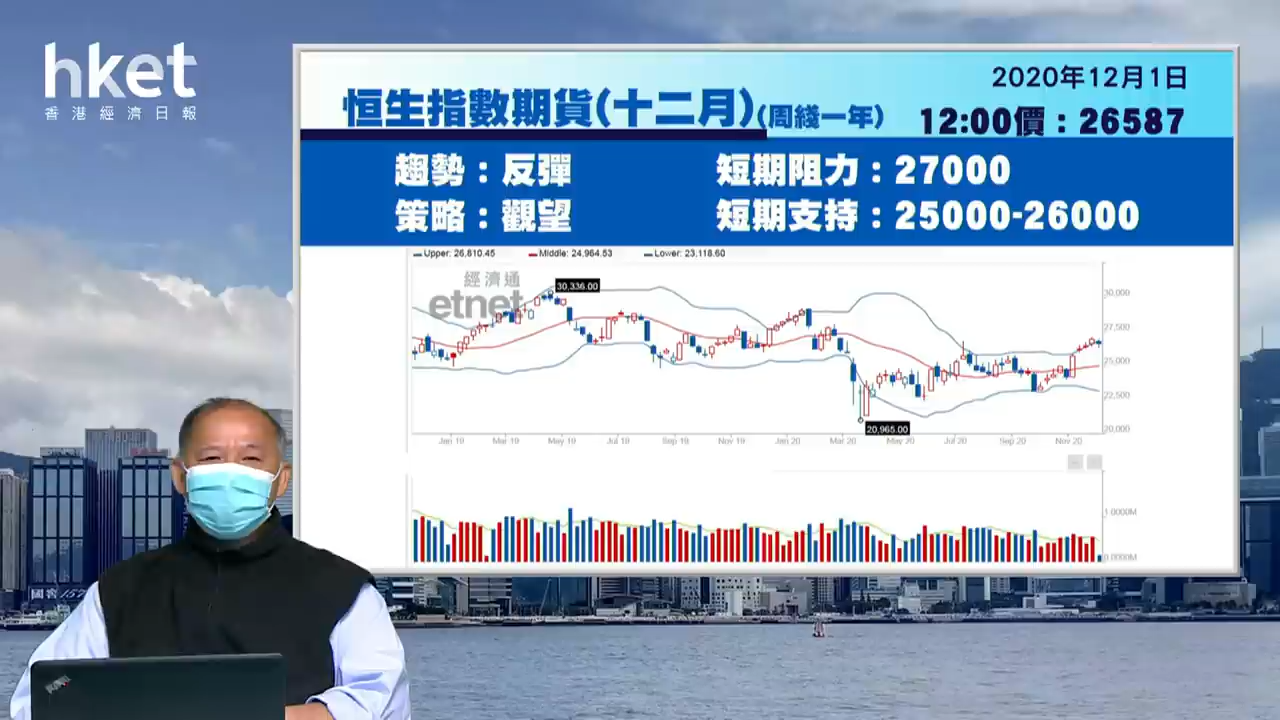 hket
香港經濟日報
2020年12月1日
恒生指數期貨(十二月)(周綫一年)
12:00價：26587
趨勢：反彈
短期阻力：27000
策略：觀望
短期支持：25000-26000
Upper: 26,810.45 Middle: 24,964.53 Lower: 23,118.60
經濟通
etnet
30,336.00
30,000
27,500
25,000
22,500
20,000
20,965.00
Jan 19 Mar 19 May 19 Jul 19 Sep 19 Nov 19 Jan 20 Mar 20 May 20 Jul 20 Sep 20 Nov 20
1.0000M
0.0000M